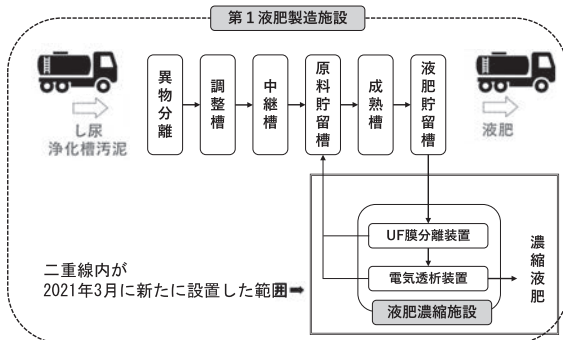 第1液肥製造施設
し尿
浄化槽汚泥
異物分離
調整槽
中継槽
原料貯留槽
成熟槽
液肥貯留槽
液肥
UF膜分離装置
電気透析装置
濃縮液肥
液肥濃縮施設
二重線内が
2021年3月に新たに設置した範囲➡